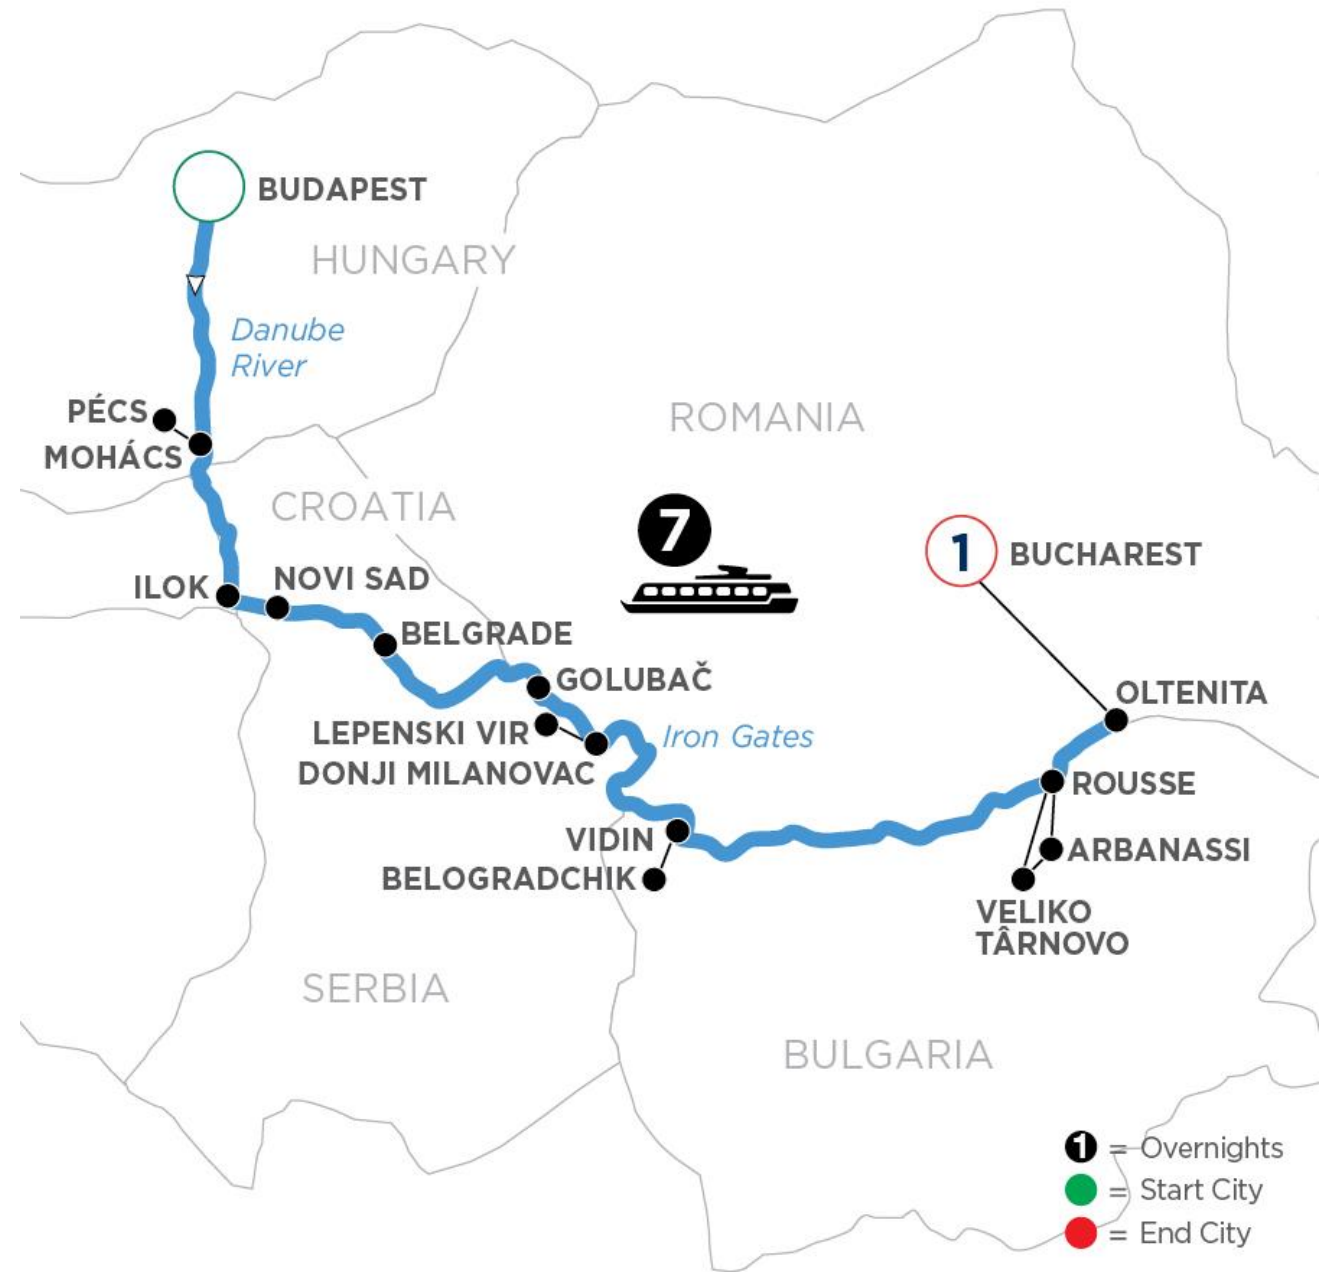 BUDAPEST
HUNGARY
Danube
River
PÉCS
MOHÁCS
ROMANIA
CROATIA
7
1
BUCHAREST
ILOK
NOVI SAD
BELGRADE
GOLUBAČ
OLTENITA
LEPENSKI VIR
Iron Gates
DONJI MILANOVAC
ROUSSE
VIDIN
ARBANASSI
BELOGRADCHIK
VELIKO
TÂRNOVO
SERBIA
BULGARIA
1 = Overnights
= Start City
= End City